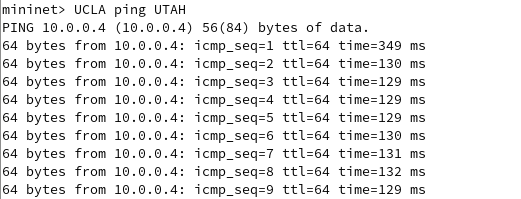 mininet> UCLA ping UTAH
PING 10.0.0.4 (10.0.0.4) 56(84) bytes of data.
64 bytes from 10.0.0.4: icmp_seq=1 ttl=64 time=349 ms
64 bytes from 10.0.0.4: icmp_seq=2 ttl=64 time=130 ms
64 bytes from 10.0.0.4: icmp_seq=3 ttl=64 time=129 ms
64 bytes from 10.0.0.4: icmp_seq=4 ttl=64 time=129 ms
64 bytes from 10.0.0.4: icmp_seq=5 ttl=64 time=129 ms
64 bytes from 10.0.0.4: icmp_seq=6 ttl=64 time=130 ms
64 bytes from 10.0.0.4: icmp_seq=7 ttl=64 time=131 ms
64 bytes from 10.0.0.4: icmp_seq=8 ttl=64 time=132 ms
64 bytes from 10.0.0.4: icmp_seq=9 ttl=64 time=129 ms